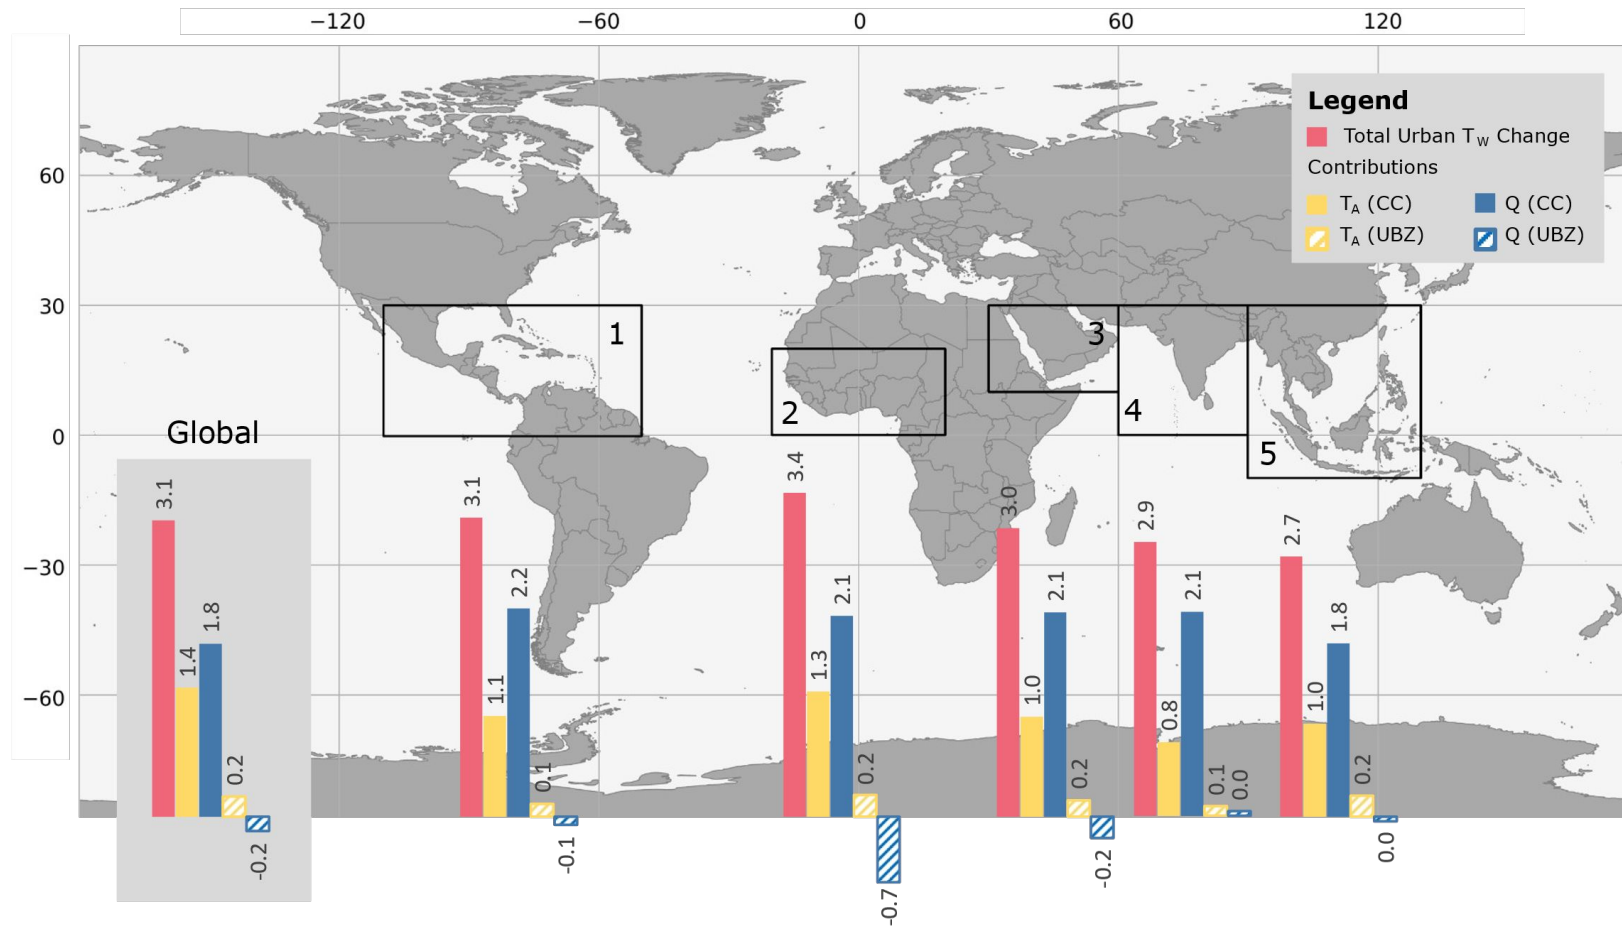 −120 −60 0 60 120
Legend
Total Urban TW Change
Contributions
TA (CC) Q (CC)
TA (UBZ) Q (UBZ)
60
30
0
−30
−60
1
2
3
4
5
Global
3.1 1.4 1.8 0.2 -0.2
3.1 1.1 2.2 0.1 -0.1
3.4 1.3 2.1 0.2 -0.7
3.0 1.0 2.1 0.2 -0.2
2.9 0.8 2.1 0.1 0.0
2.7 1.0 1.8 0.2 0.0